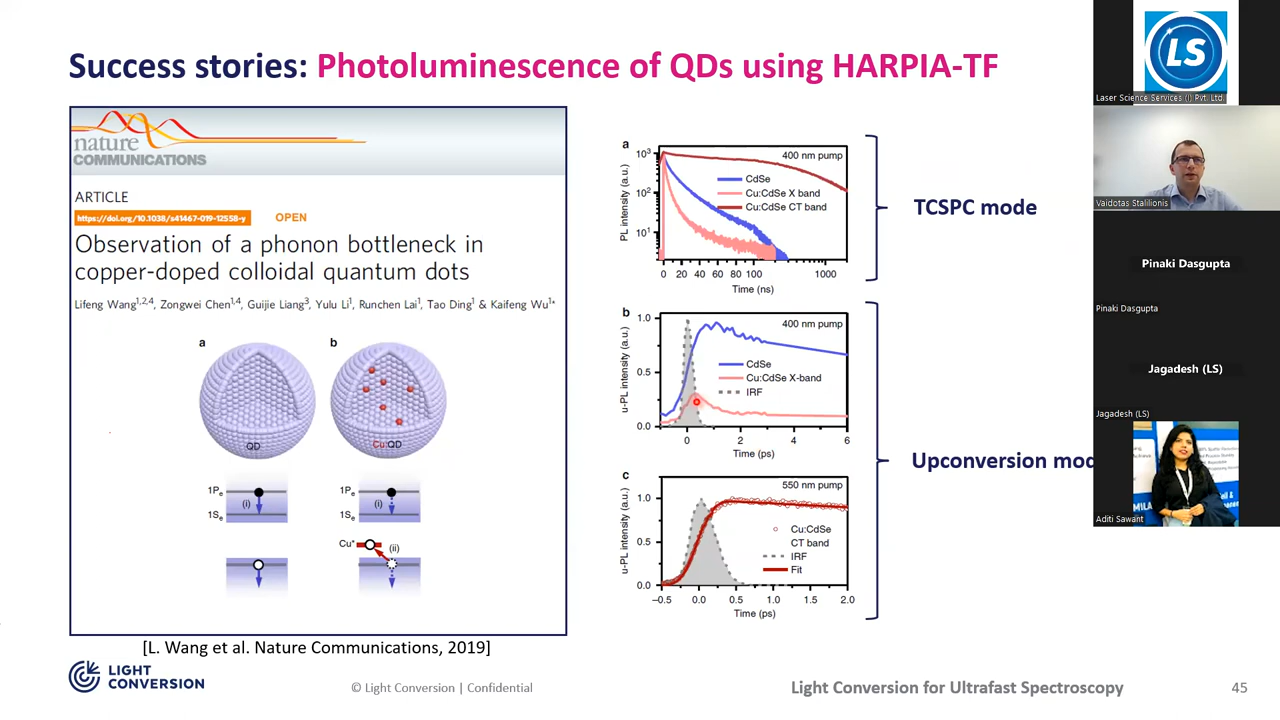 Success stories: Photoluminescence of QDs using HARPIA-TF
nature
COMMUNICATIONS
ARTICLE
https://doi.org/10.1038/s41467-019-12558-y
OPEN
Observation of a phonon bottleneck in
copper-doped colloidal quantum dots
Lifeng Wang1,2,4, Zongwei Chen1,4, Guijie Liang3, Yulu Li1, Runchen Lai1, Tao Ding1 & Kaifeng Wu1*
a
b
QD
Cu:QD
1Pe
(i)
1Se
1Pe
(i)
1Se
Cu+
(ii)
[L. Wang et al. Nature Communications, 2019]
a
400 nm pump
PL intensity (a.u.)
10³
10²
10¹
CdSe
Cu:CdSe X band
Cu:CdSe CT band
0 20 40 60 80 100 1000
Time (ns)
TCSPC mode
b
400 nm pump
u-PL intensity (a.u.)
1.0
0.5
0.0
CdSe
Cu:CdSe X-band
IRF
0 2 4 6
Time (ps)
c
550 nm pump
u-PL intensity (a.u.)
1.0
0.5
0.0
Cu:CdSe
CT band
IRF
Fit
−0.5 0.0 0.5 1.0 1.5 2.0
Time (ps)
Upconversion mod
LIGHT
CONVERSION
© Light Conversion | Confidential
Light Conversion for Ultrafast Spectroscopy
45
LS
Laser Science Services (I) Pvt. Ltd.
Vaidotas Stalilionis
Pinaki Dasgupta
Pinaki Dasgupta
Jagadesh (LS)
Jagadesh (LS)
MILA
Aditi Sawant